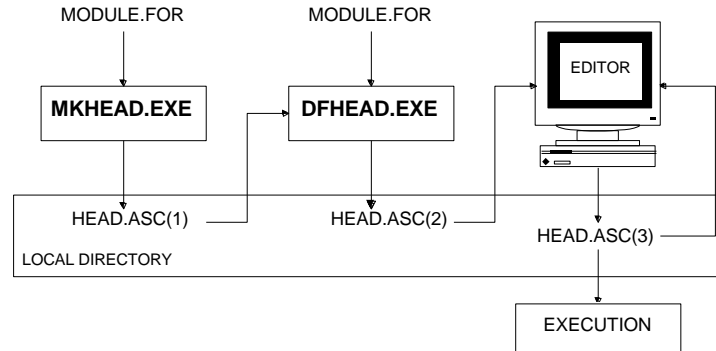 MODULE.FOR
MODULE.FOR
EDITOR
MKHEAD.EXE
DFHEAD.EXE
HEAD.ASC(1)
HEAD.ASC(2)
HEAD.ASC(3)
LOCAL DIRECTORY
EXECUTION